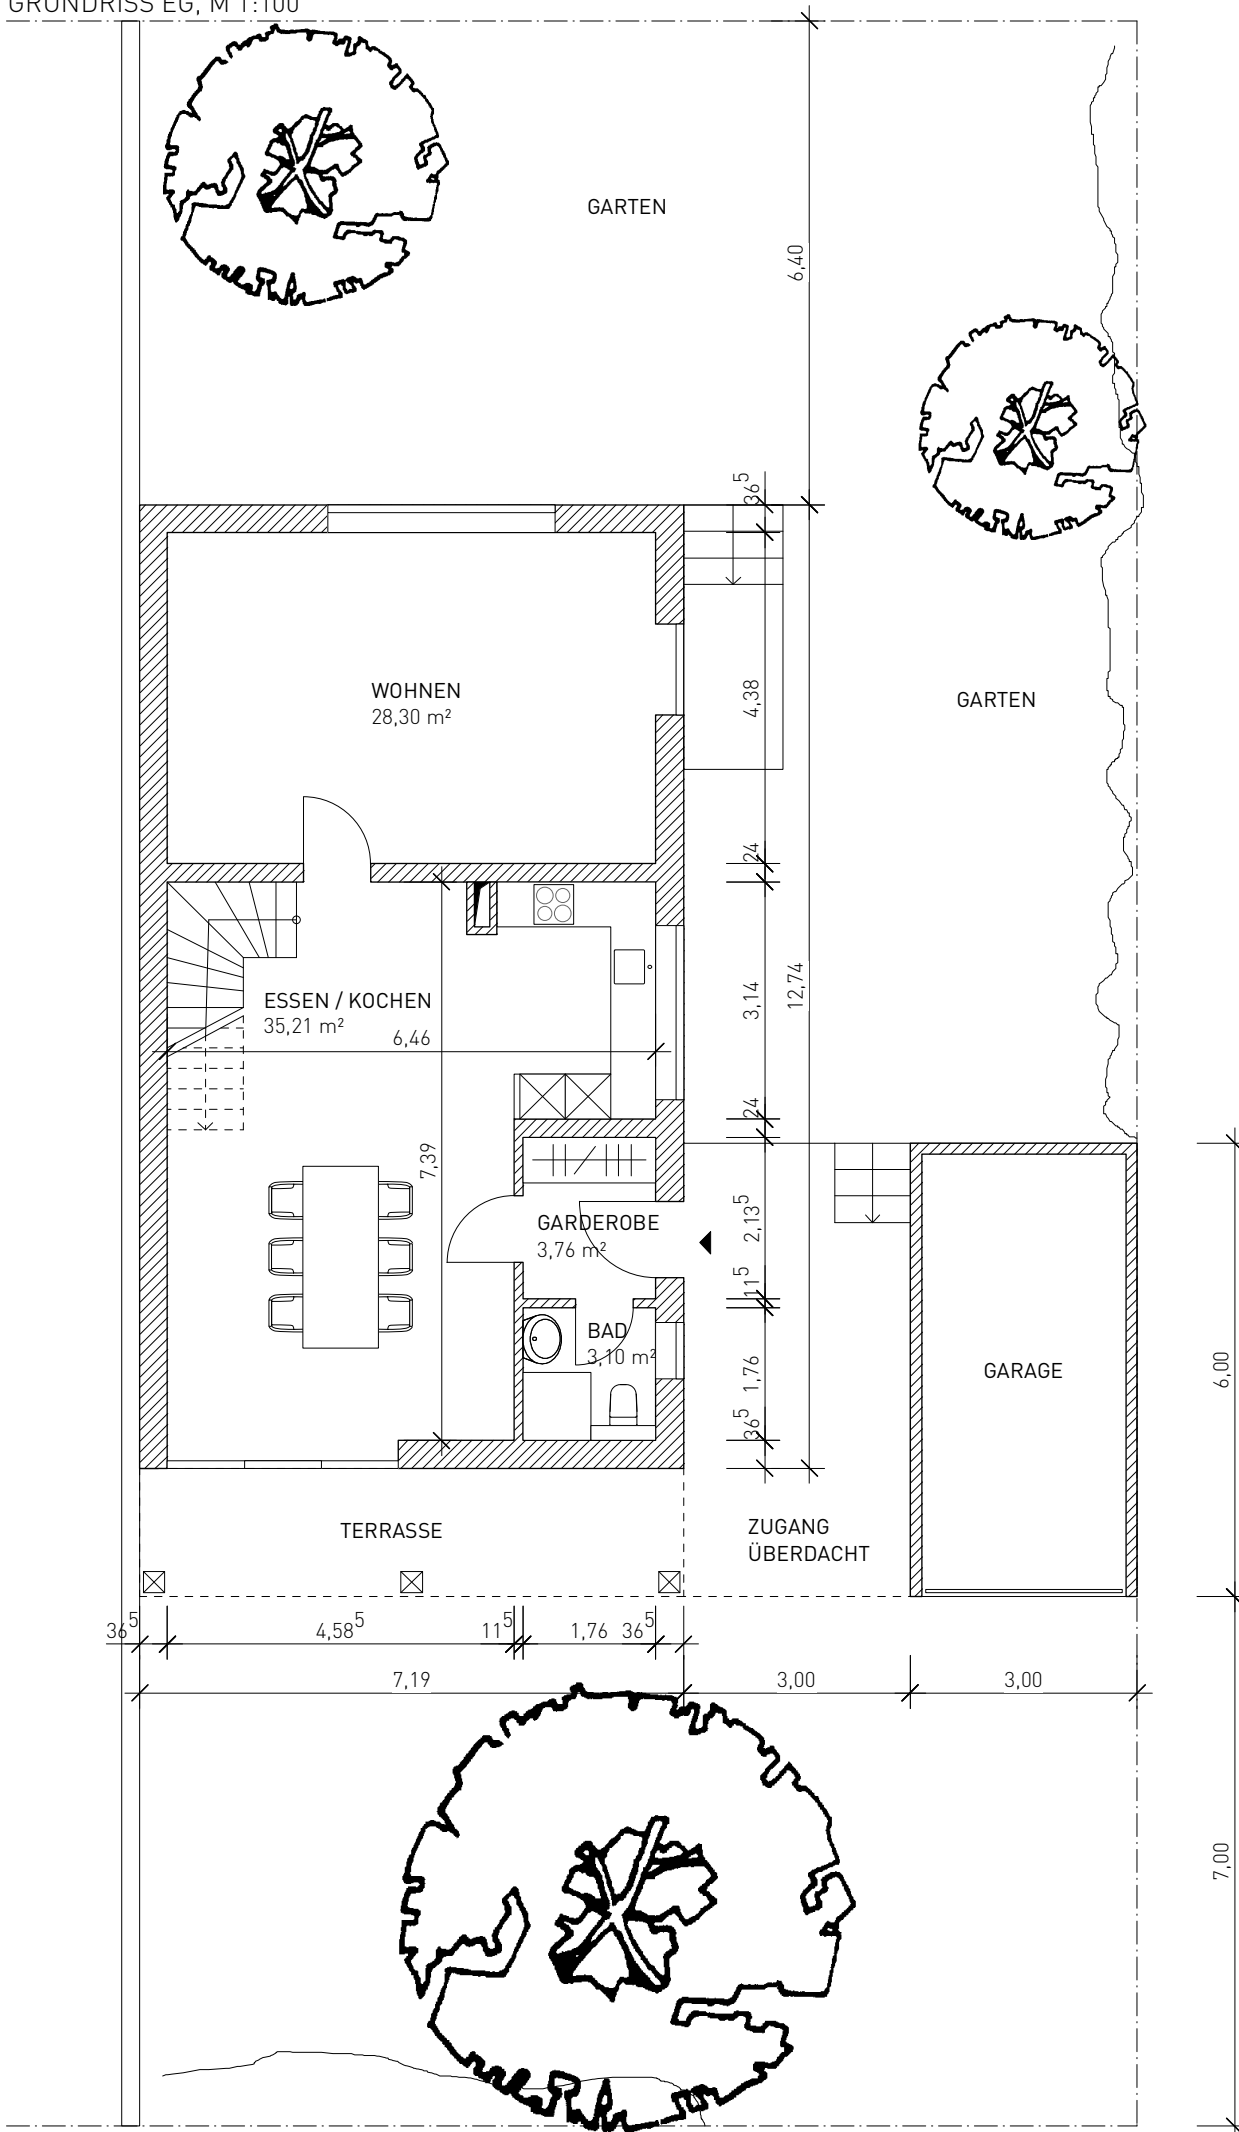 GRUNDRISS EG, M 1:100
GARTEN
6,40
36⁵
WOHNEN
28,30 m²
4,38
GARTEN
24
12,74
ESSEN / KOCHEN
35,21 m²
6,46
3,14
24
7,39
GARDEROBE
3,76 m²
2,13⁵
11⁵
BAD
3,10 m²
1,76
GARAGE
6,00
36⁵
TERRASSE
ZUGANG
ÜBERDACHT
36⁵ 4,58⁵ 11⁵ 1,76 36⁵
7,19 3,00 3,00
7,00